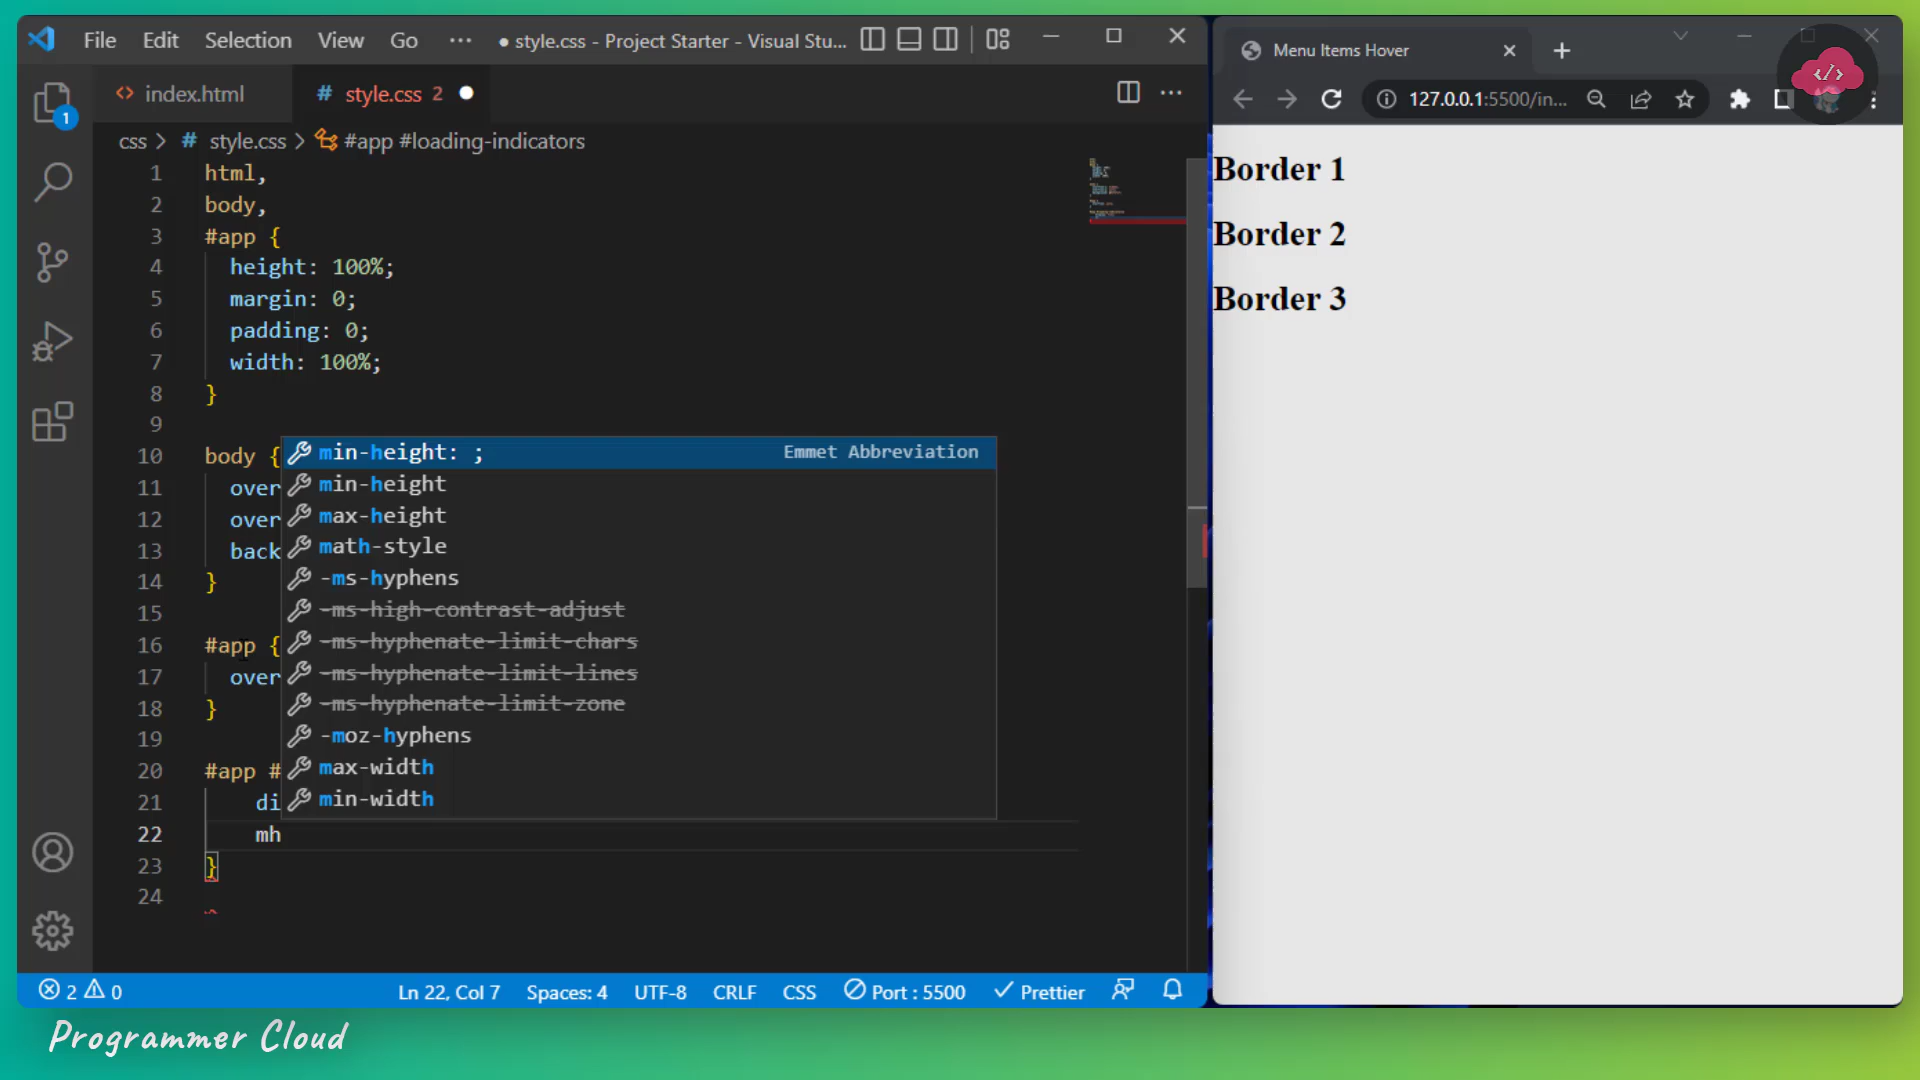 File Edit Selection View Go ··· ● style.css - Project Starter - Visual Stu...
index.html # style.css 2 ●
css > # style.css > #app #loading-indicators
1 html,
2 body,
3 #app {
4 height: 100%;
5 margin: 0;
6 padding: 0;
7 width: 100%;
8 }
9
10 body {
11 over
12 over
13 back
14 }
15
16 #app {
17 over
18 }
19
20 #app #
21 di
22 mh
23 }
24
min-height: ; Emmet Abbreviation
min-height
max-height
math-style
-ms-hyphens
-ms-high-contrast-adjust
-ms-hyphenate-limit-chars
-ms-hyphenate-limit-lines
-ms-hyphenate-limit-zone
-moz-hyphens
max-width
min-width
1
2 0 Ln 22, Col 7 Spaces: 4 UTF-8 CRLF CSS Port : 5500 Prettier
Menu Items Hover
127.0.0.1:5500/in...
</>
Border 1
Border 2
Border 3
Programmer Cloud